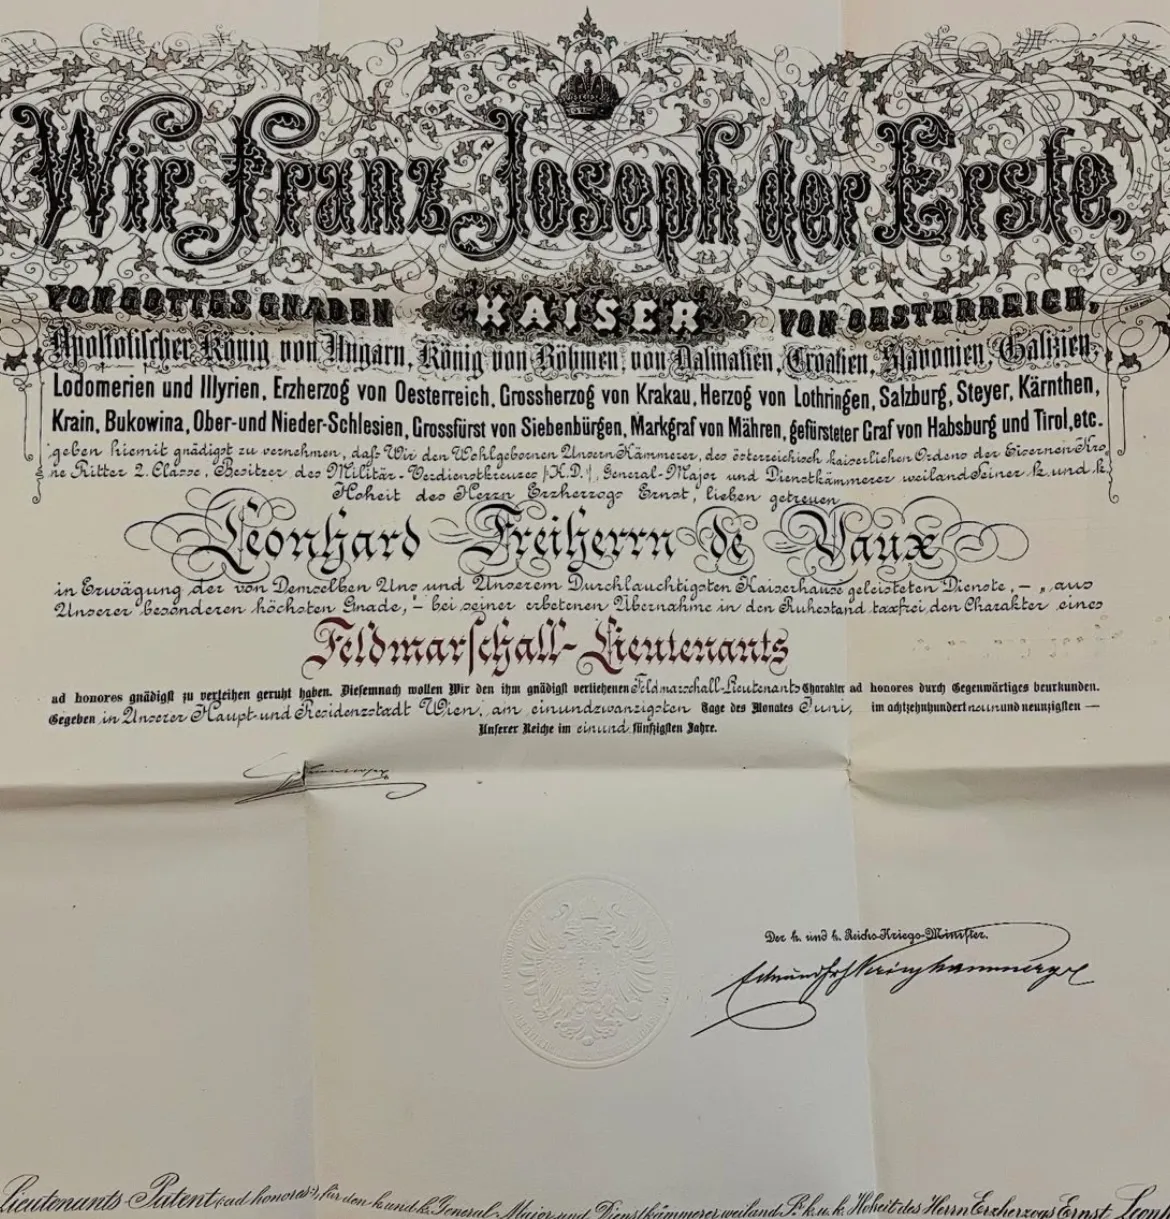 Wir Franz Joseph der Erste,
VON GOTTES GNADEN KAISER VON OESTERREICH,
Apostolischer König von Ungarn, König von Böhmen, von Dalmatien, Croatien, Slavonien, Galizien,
Lodomerien und Illyrien, Erzherzog von Oesterreich, Grossherzog von Krakau, Herzog von Lothringen, Salzburg, Steyer, Kärnthen,
Krain, Bukowina, Ober-und Nieder-Schlesien, Grossfürst von Siebenbürgen, Markgraf von Mähren, gefürsteter Graf von Habsburg und Tirol, etc.
geben hiemit gnädigst zu vernehmen, daß Wir den Wohlgebornen Unsern Kämmerer, des österreichisch kaiserlichen Ordens der Eisernen Kro-
ne Ritter 2. Classe, Besitzer des Militär-Verdienstkreuzes /K.D./, General-Major und Dienstkämmerer weiland Seiner k. und k.
Hoheit des Herrn Erzherzogs Ernst, lieben getreuen
Leonhard Freiherrn de Vaux
in Erwägung der von Demselben Uns und Unserem Durchlauchtigsten Kaiserhause geleisteten Dienste, – „ aus
Unserer besonderen höchsten Gnade, – bei seiner erbetenen Übernahme in den Ruhestand taxfrei den Charakter eines
Feldmarschall-Lieutenants
ad honores gnädigst zu verleihen geruht haben. Diesemnach wollen Wir den ihm gnädigst verliehenen Feldmarschall-Lieutenants Charakter ad honores durch Gegenwärtiges beurkunden.
Gegeben in Unserer Haupt-und Residenzstadt Wien, am einundzwanzigsten Tage des Monates Juni, im achtzehnhundert neunundneunzigsten —
Unserer Reiche im einund fünfzigsten Jahre.
Der k. und k. Reichs-Kriegs-Minister.
Lieutenants-Patent (ad honores), für den k. und k. General-Major und Dienstkämmerer weiland Sr. k. u. k. Hoheit des Herrn Erzherzogs Ernst, Leon